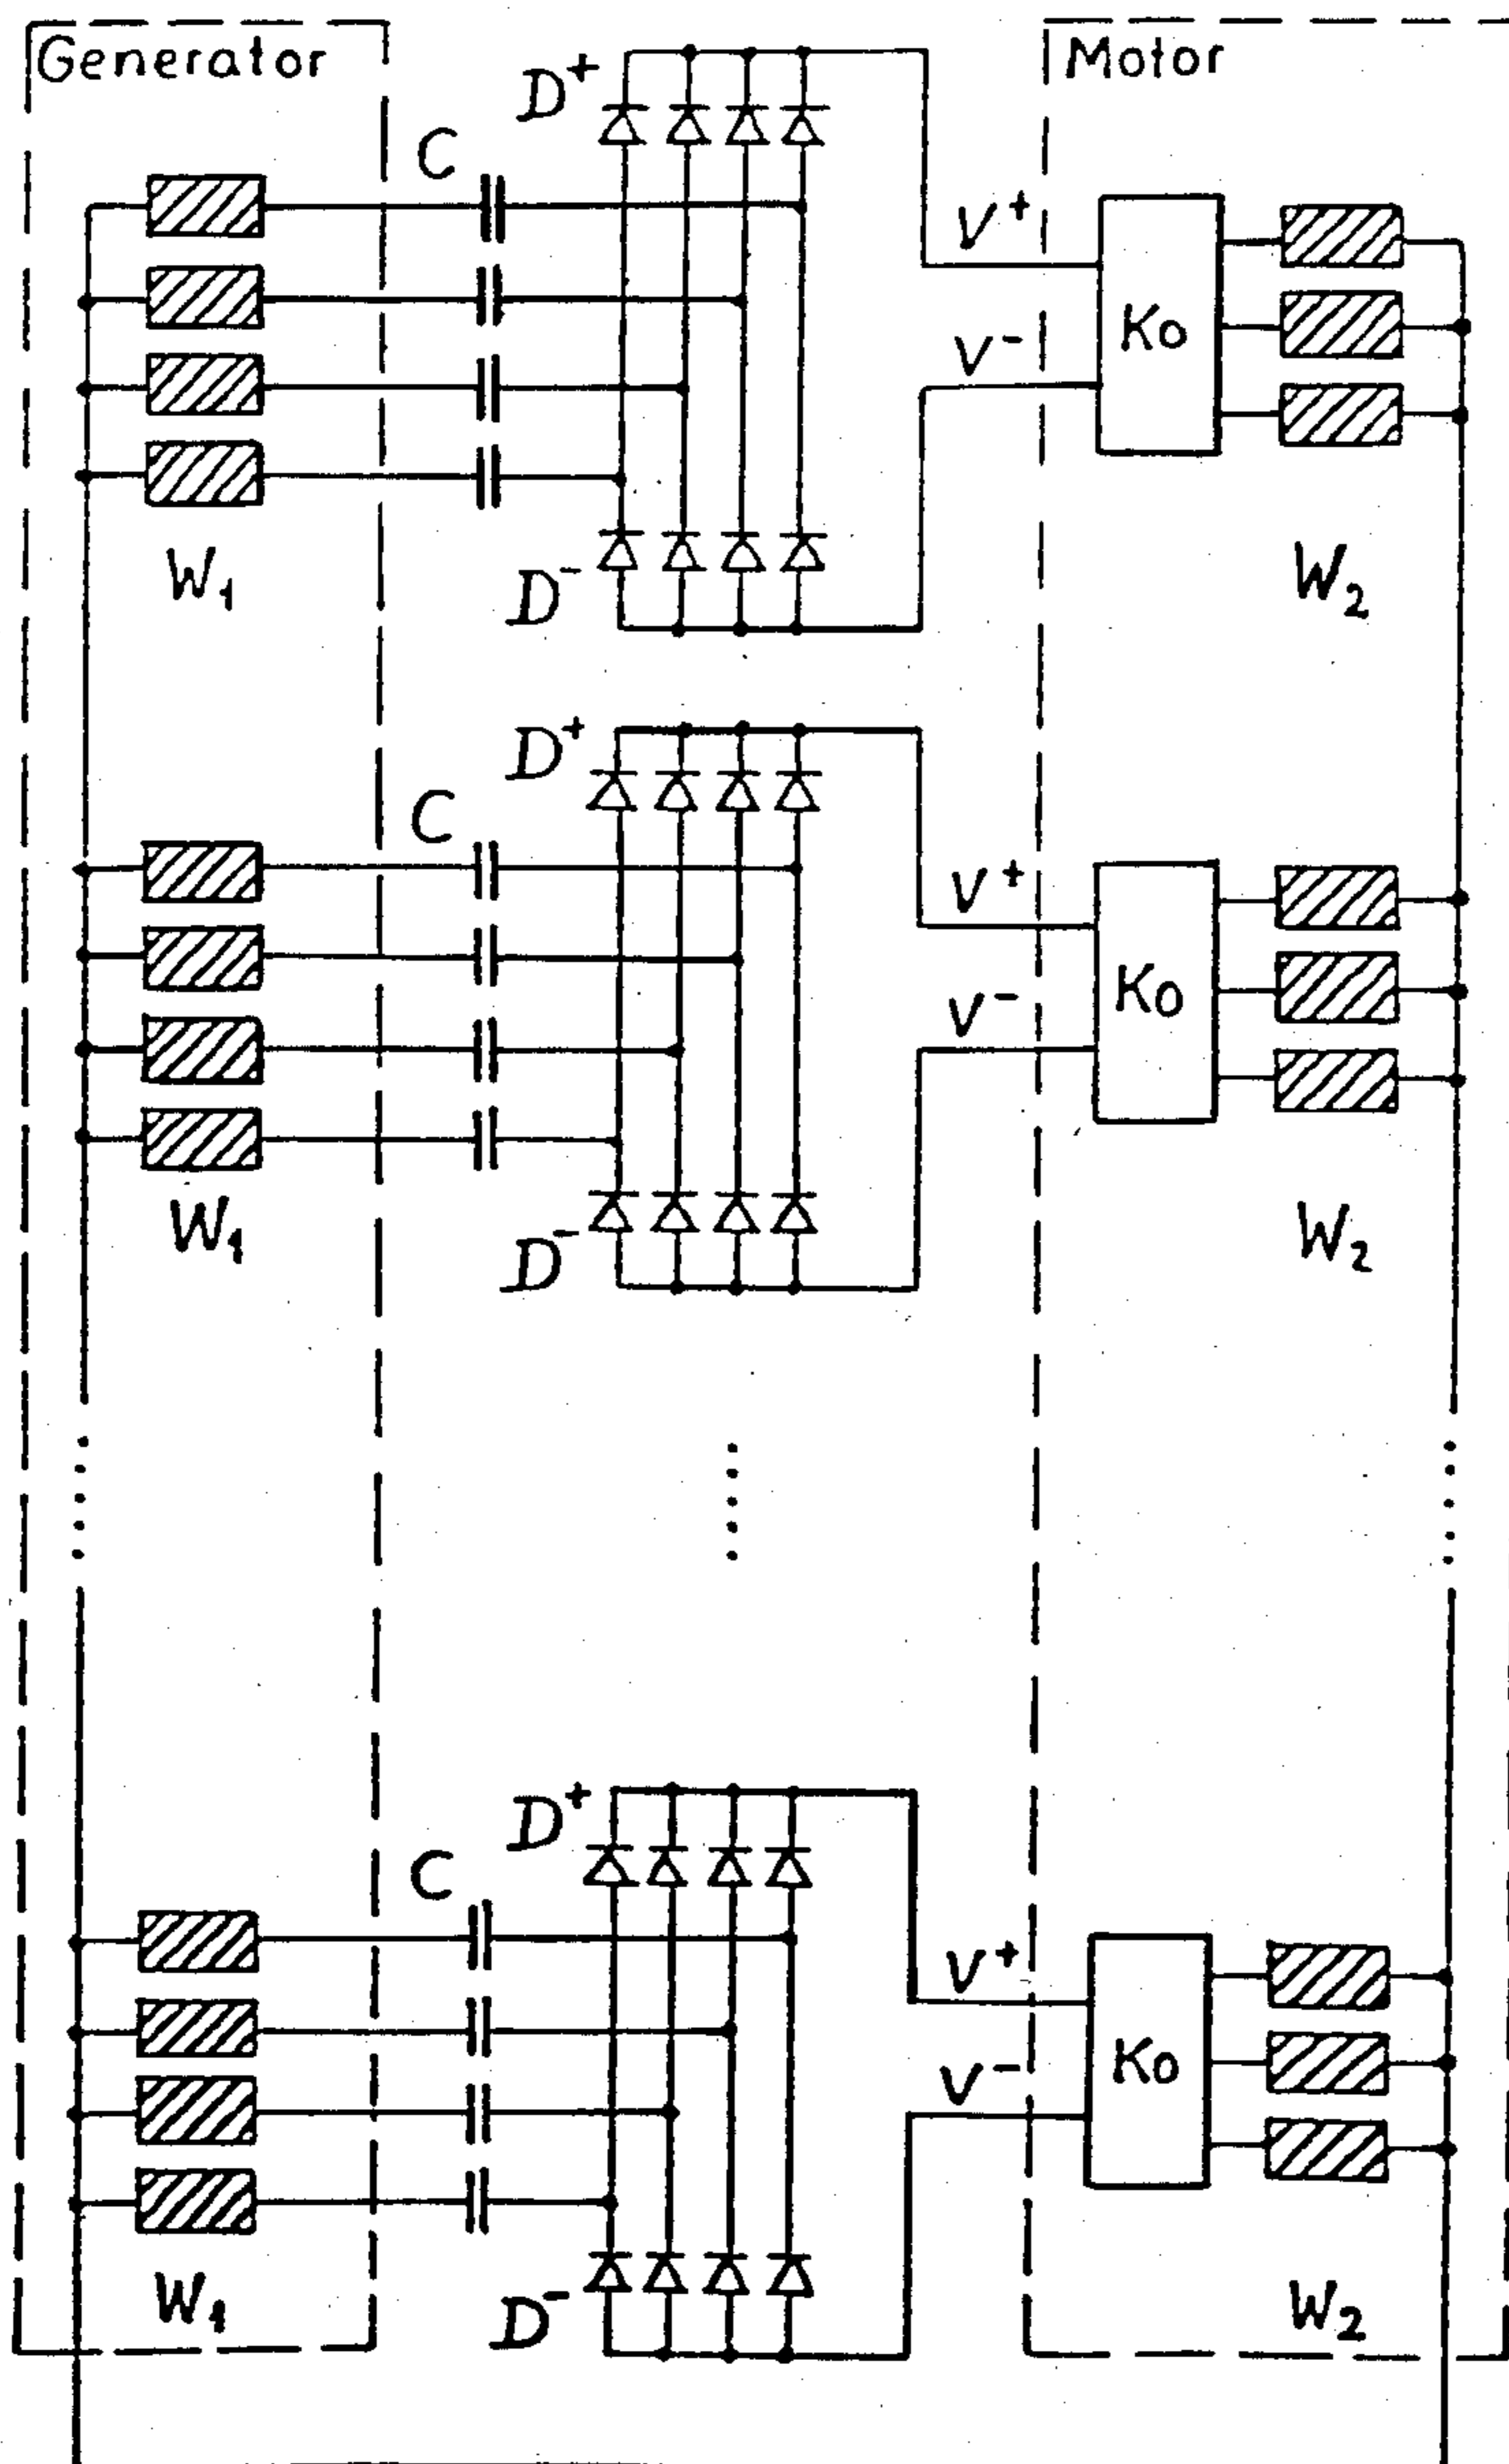 Generator
Motor
D⁺
C
V⁺
Ko
V⁻
W₁
D⁻
W₂
D⁺
C
V⁺
Ko
V⁻
W₁
D⁻
W₂
D⁺
C
V⁺
Ko
V⁻
W₁
D⁻
W₂